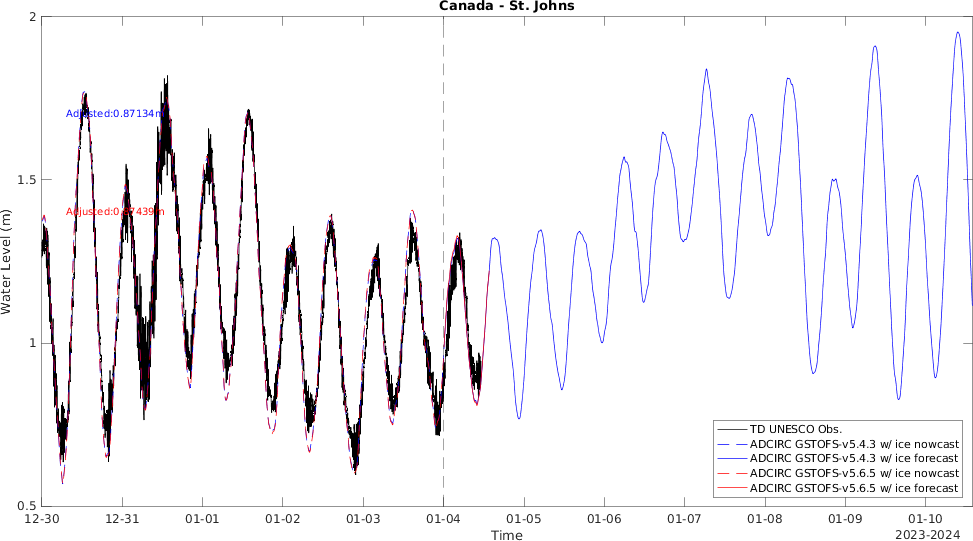 Canada - St. Johns
2
1.5
1
0.5
Water Level (m)
Adjusted:0.87134m
Adjusted:0.87439m
TD UNESCO Obs.
ADCIRC GSTOFS-v5.4.3 w/ ice nowcast
ADCIRC GSTOFS-v5.4.3 w/ ice forecast
ADCIRC GSTOFS-v5.6.5 w/ ice nowcast
ADCIRC GSTOFS-v5.6.5 w/ ice forecast
12-30 12-31 01-01 01-02 01-03 01-04 01-05 01-06 01-07 01-08 01-09 01-10
Time
2023-2024